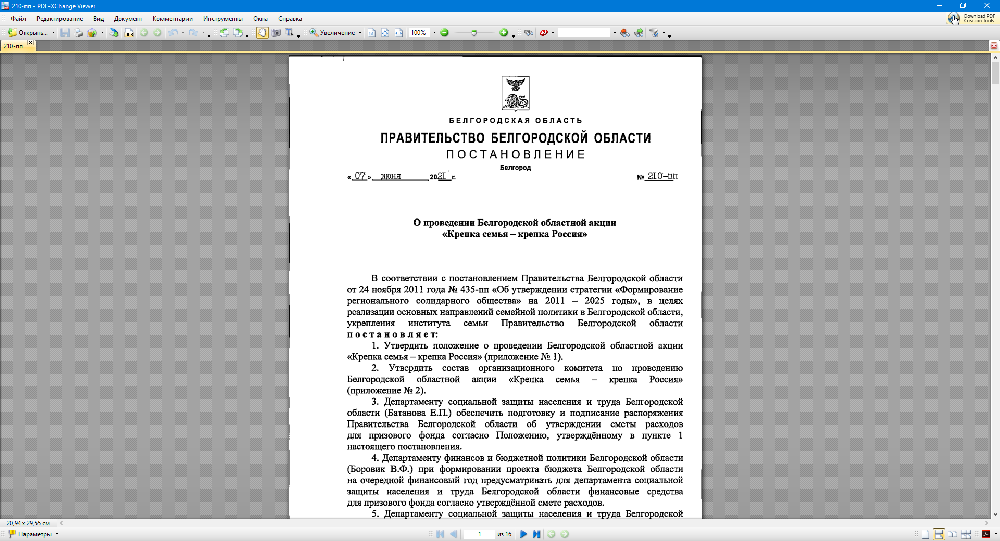 210-пп - PDF-XChange Viewer
Файл Редактирование Вид Документ Комментарии Инструменты Окна Справка
Download PDF
Creation Tools
Открыть... OCR Увеличение 1:1 100% Ask
210-пп
БЕЛГОРОДСКАЯ ОБЛАСТЬ
ПРАВИТЕЛЬСТВО БЕЛГОРОДСКОЙ ОБЛАСТИ
ПОСТАНОВЛЕНИЕ
Белгород
« 07 » июня 2021 г. № 210-пп
О проведении Белгородской областной акции
«Крепка семья – крепка Россия»
В соответствии с постановлением Правительства Белгородской области
от 24 ноября 2011 года № 435-пп «Об утверждении стратегии «Формирование
регионального солидарного общества» на 2011 – 2025 годы», в целях
реализации основных направлений семейной политики в Белгородской области,
укрепления института семьи Правительство Белгородской области
п о с т а н о в л я е т:
1. Утвердить положение о проведении Белгородской областной акции
«Крепка семья – крепка Россия» (приложение № 1).
2. Утвердить состав организационного комитета по проведению
Белгородской областной акции «Крепка семья – крепка Россия»
(приложение № 2).
3. Департаменту социальной защиты населения и труда Белгородской
области (Батанова Е.П.) обеспечить подготовку и подписание распоряжения
Правительства Белгородской области об утверждении сметы расходов
для призового фонда согласно Положению, утверждённому в пункте 1
настоящего постановления.
4. Департаменту финансов и бюджетной политики Белгородской области
(Боровик В.Ф.) при формировании проекта бюджета Белгородской области
на очередной финансовый год предусматривать для департамента социальной
защиты населения и труда Белгородской области финансовые средства
для призового фонда согласно утверждённой смете расходов.
5. Департаменту социальной защиты населения и труда Белгородской
20,94 x 29,55 см
Параметры 1 из 16